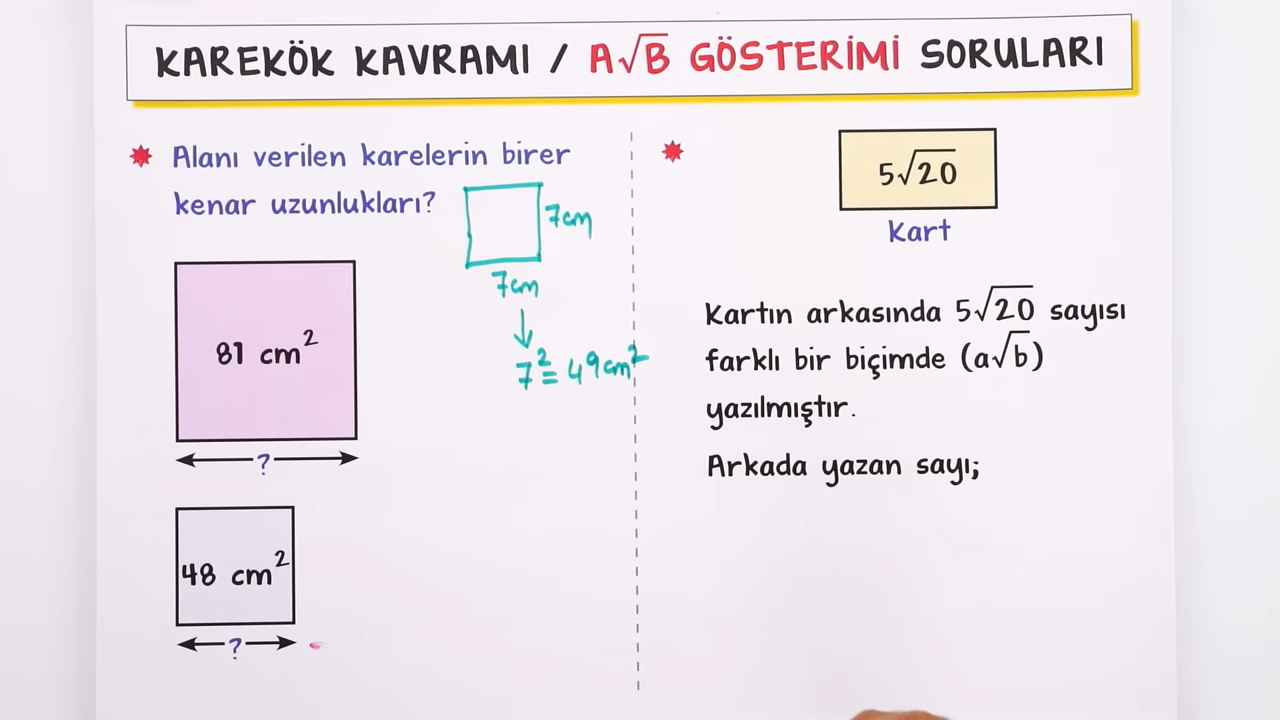 KAREKÖK KAVRAMI / A√B GÖSTERİMİ SORULARI
Alanı verilen karelerin birer
kenar uzunlukları?
7cm
7cm
7² = 49cm²
81 cm²
?
48 cm²
?
5√20
Kart
Kartın arkasında 5√20 sayısı
farklı bir biçimde (a√b)
yazılmıştır.
Arkada yazan sayı;